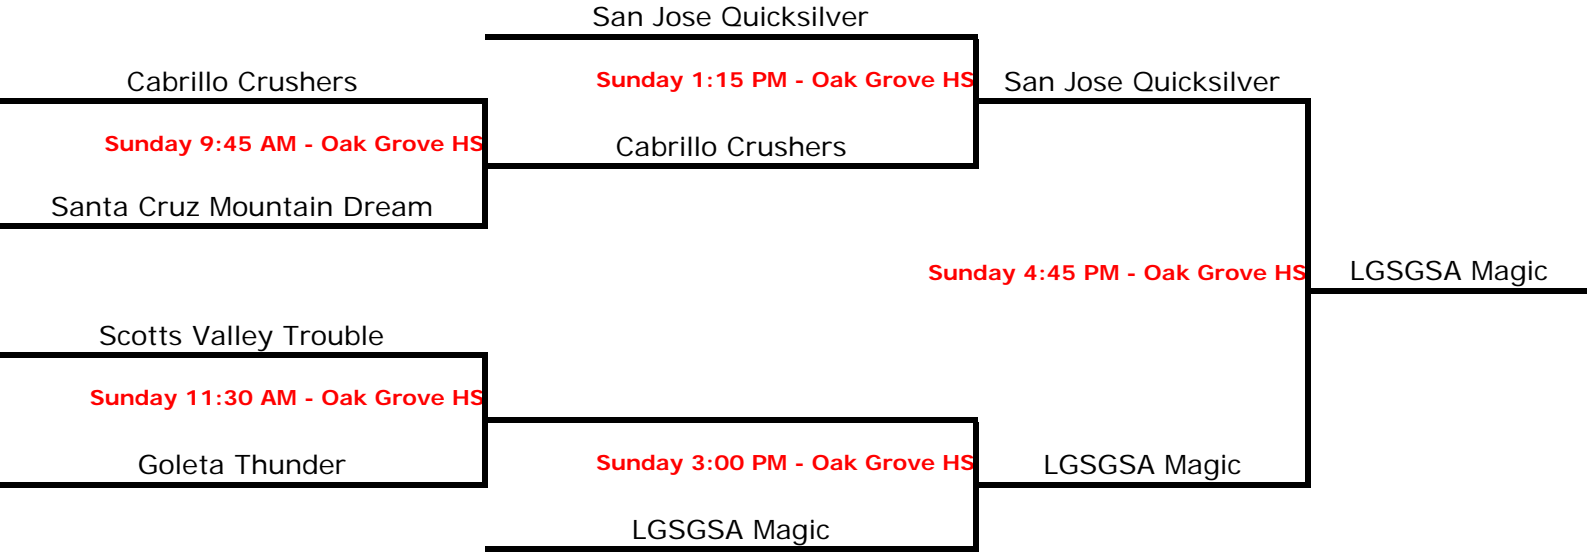 San Jose Quicksilver
Cabrillo Crushers
Sunday 1:15 PM - Oak Grove HS
San Jose Quicksilver
Sunday 9:45 AM - Oak Grove HS
Cabrillo Crushers
Santa Cruz Mountain Dream
Sunday 4:45 PM - Oak Grove HS
LGSGSA Magic
Scotts Valley Trouble
Sunday 11:30 AM - Oak Grove HS
Goleta Thunder
Sunday 3:00 PM - Oak Grove HS
LGSGSA Magic
LGSGSA Magic